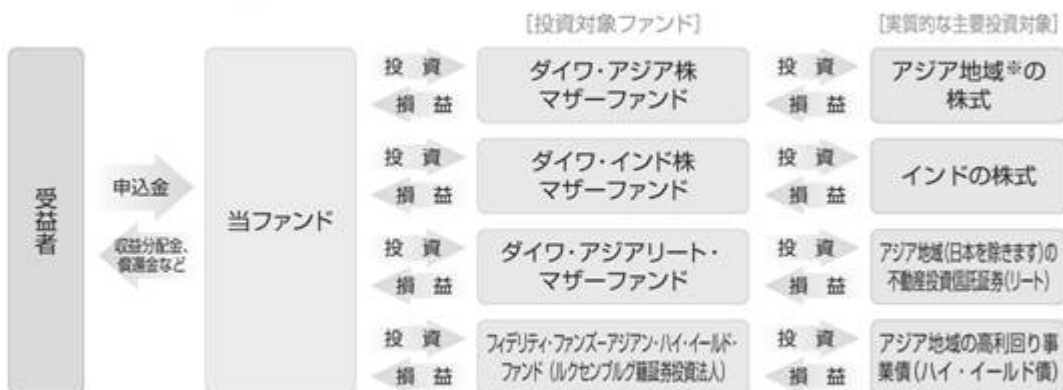 [投資対象ファンド]
[実質的な主要投資対象]
受益者
申込金
収益分配金、
償還金など
当ファンド
投資
損益
ダイワ・アジア株
マザーファンド
投資
損益
アジア地域※の
株式
投資
損益
ダイワ・インド株
マザーファンド
投資
損益
インドの株式
投資
損益
ダイワ・アジアリート・
マザーファンド
投資
損益
アジア地域(日本を除きます)の
不動産投資信託証券(リート)
投資
損益
フィデリティ・ファンズ-アジアン・ハイ・イールド・
ファンド(ルクセンブルグ籍証券投資法人)
投資
損益
アジア地域の高利回り事
業債(ハイ・イールド債)